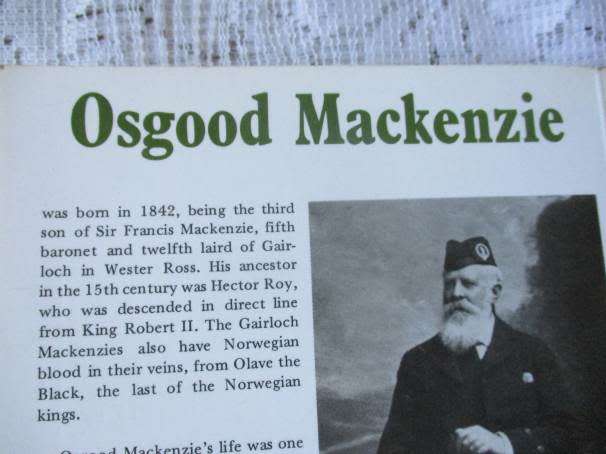 Osgood Mackenzie
was born in 1842, being the third
son of Sir Francis Mackenzie, fifth
baronet and twelfth laird of Gair-
loch in Wester Ross. His ancestor
in the 15th century was Hector Roy,
who was descended in direct line
from King Robert II. The Gairloch
Mackenzies also have Norwegian
blood in their veins, from Olave the
Black, the last of the Norwegian
kings.
Osgood Mackenzie's life was one